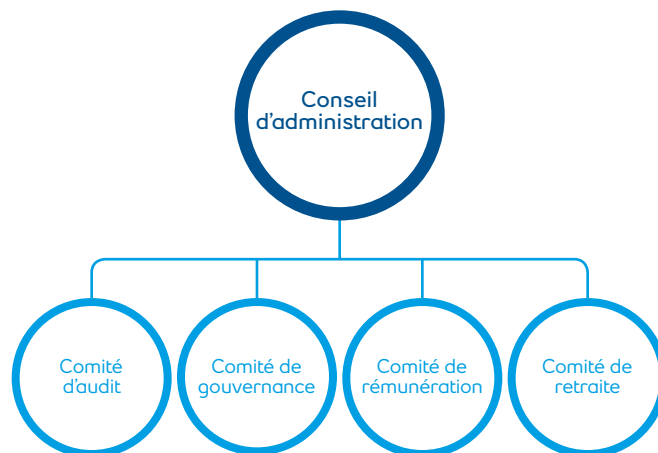 Conseil
d'administration
Comité
d'audit
Comité de
gouvernance
Comité de
rémunération
Comité de
retraite